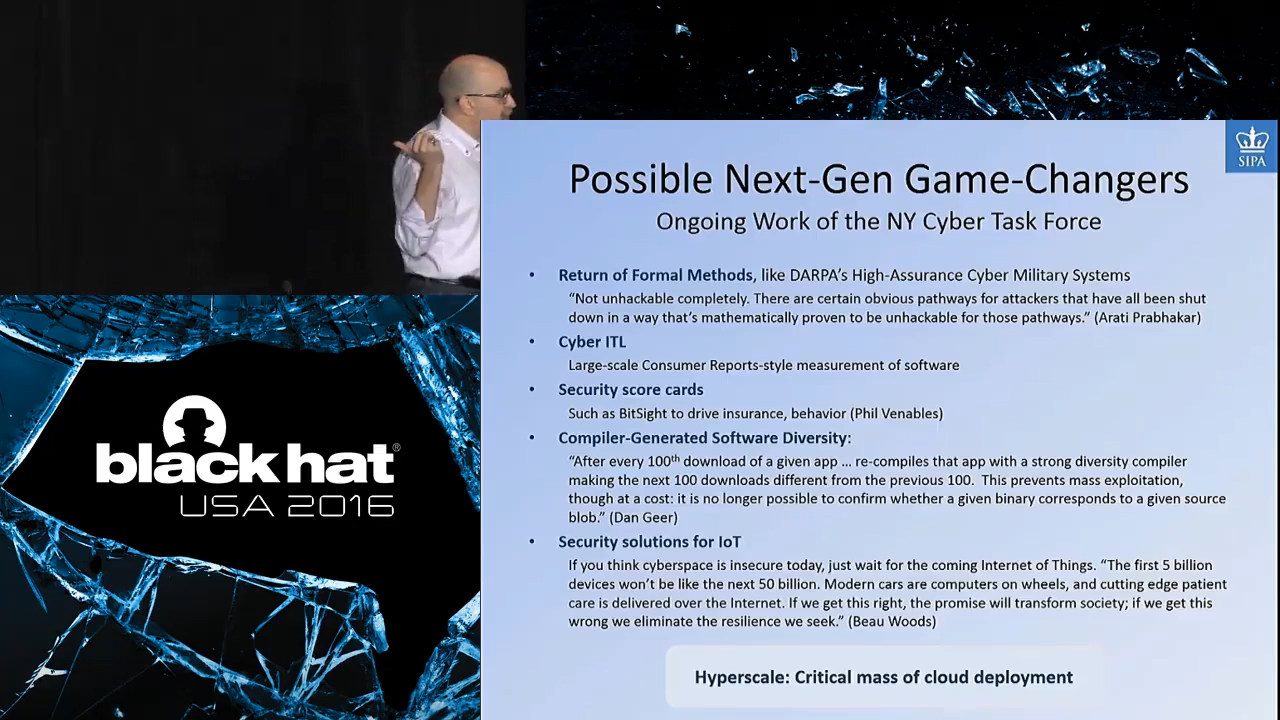 SIPA
Possible Next-Gen Game-Changers
Ongoing Work of the NY Cyber Task Force
• Return of Formal Methods, like DARPA's High-Assurance Cyber Military Systems
“Not unhackable completely. There are certain obvious pathways for attackers that have all been shut
down in a way that's mathematically proven to be unhackable for those pathways.” (Arati Prabhakar)
• Cyber ITL
Large-scale Consumer Reports-style measurement of software
• Security score cards
Such as BitSight to drive insurance, behavior (Phil Venables)
• Compiler-Generated Software Diversity:
“After every 100th download of a given app … re-compiles that app with a strong diversity compiler
making the next 100 downloads different from the previous 100.  This prevents mass exploitation,
though at a cost: it is no longer possible to confirm whether a given binary corresponds to a given source
blob.” (Dan Geer)
• Security solutions for IoT
If you think cyberspace is insecure today, just wait for the coming Internet of Things. “The first 5 billion
devices won't be like the next 50 billion. Modern cars are computers on wheels, and cutting edge patient
care is delivered over the Internet. If we get this right, the promise will transform society; if we get this
wrong we eliminate the resilience we seek.” (Beau Woods)
Hyperscale: Critical mass of cloud deployment
black hat®
USA 2016